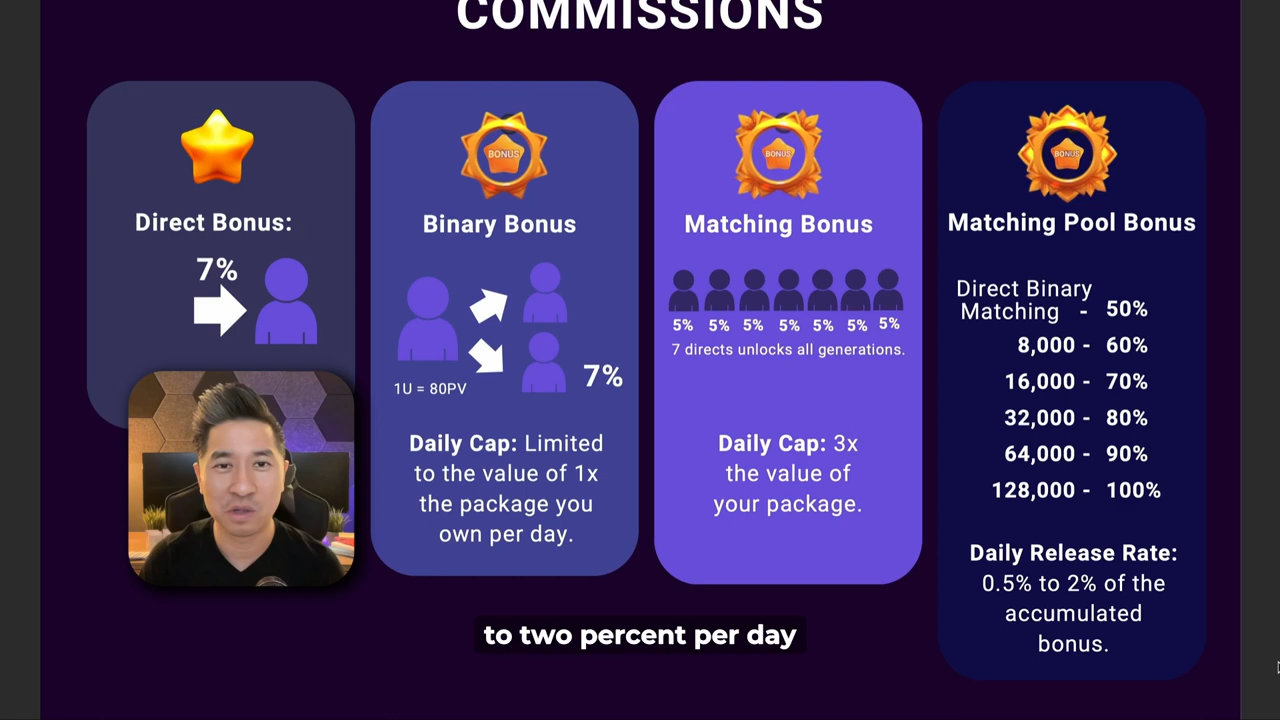 COMMISSIONS
Direct Bonus:
7%
BONUS
Binary Bonus
1U = 80PV
7%
Daily Cap: Limited
to the value of 1x
the package you
own per day.
BONUS
Matching Bonus
5% 5% 5% 5% 5% 5% 5%
7 directs unlocks all generations.
Daily Cap: 3x
the value of
your package.
BONUS
Matching Pool Bonus
Direct Binary
Matching - 50%
8,000 - 60%
16,000 - 70%
32,000 - 80%
64,000 - 90%
128,000 - 100%
Daily Release Rate:
0.5% to 2% of the
accumulated
bonus.
to two percent per day